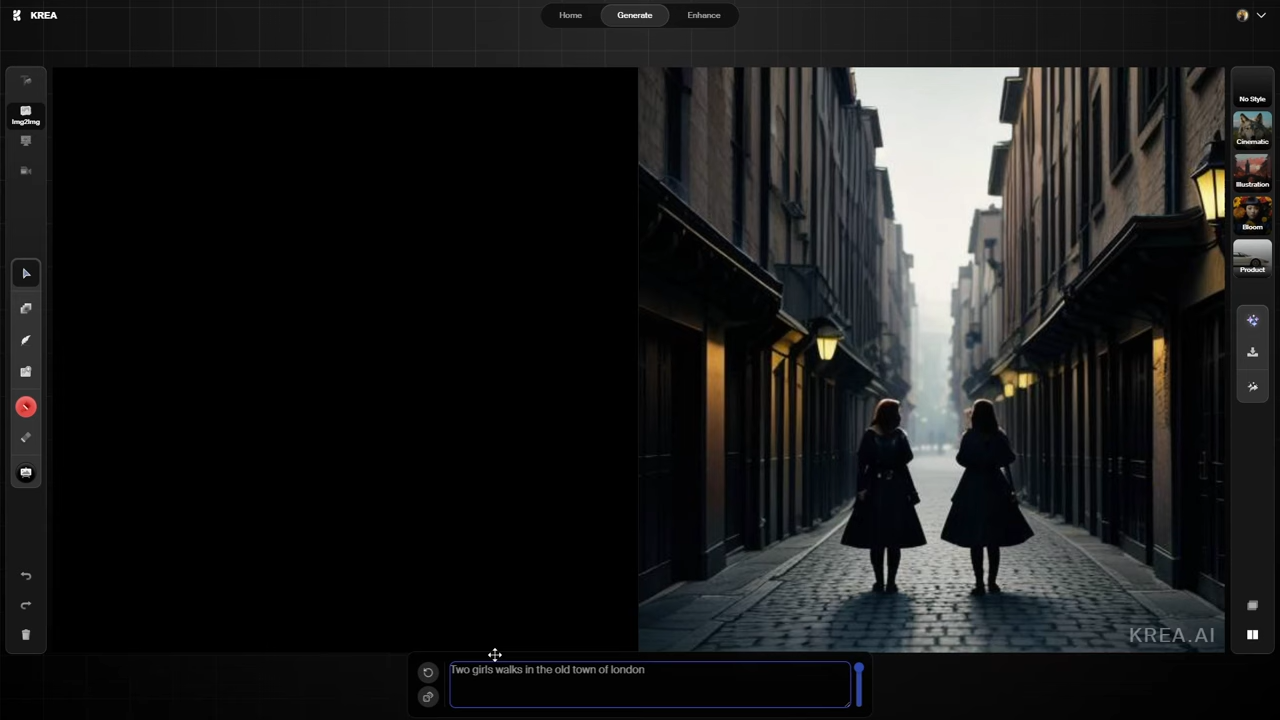 KREA
Home
Generate
Enhance
Img2Img
No Style
Cinematic
Illustration
Bloom
Product
KREA.AI
Two girls walks in the old town of london